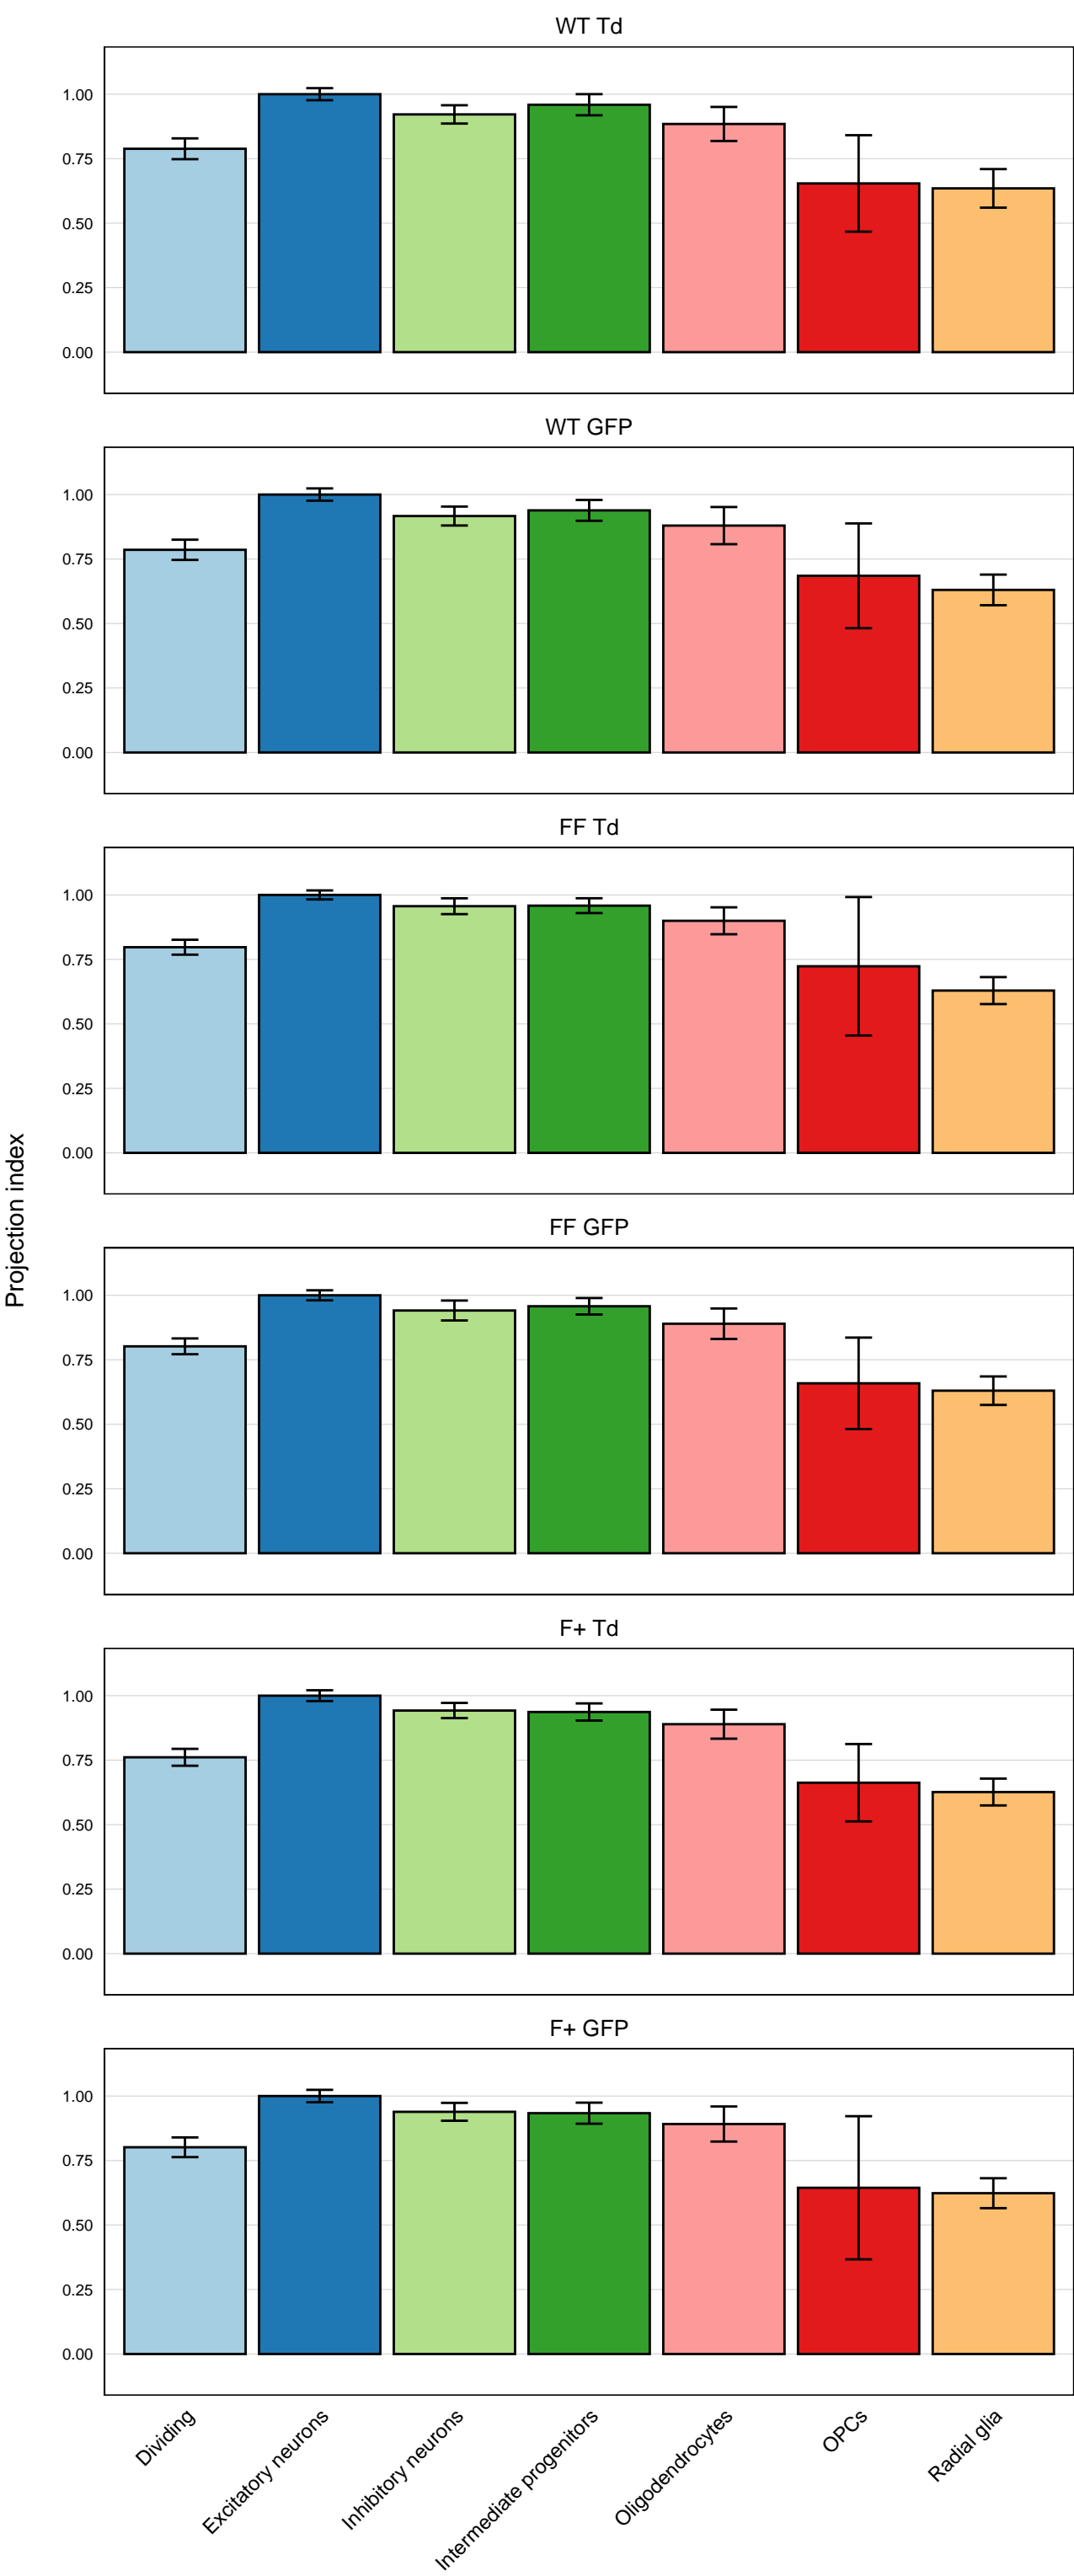 WT Td
1.00
0.75
0.50
0.25
0.00
WT GFP
1.00
0.75
0.50
0.25
0.00
FF Td
1.00
0.75
0.50
0.25
0.00
Projection index
FF GFP
1.00
0.75
0.50
0.25
0.00
F+ Td
1.00
0.75
0.50
0.25
0.00
F+ GFP
1.00
0.75
0.50
0.25
0.00
Dividing
Excitatory neurons
Inhibitory neurons
Intermediate progenitors
Oligodendrocytes
OPCs
Radial glia